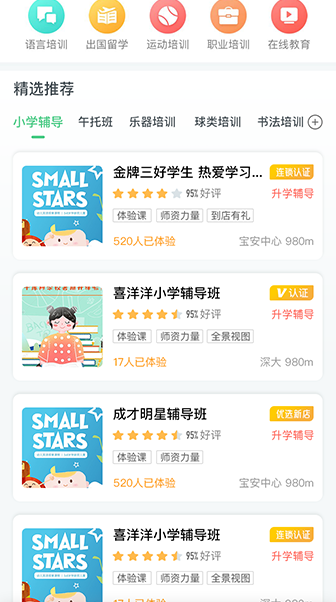 语言培训 出国留学 运动培训 职业培训 在线教育
精选推荐
小学辅导 午托班 乐器培训 球类培训 书法培训
SMALL STARS
金牌三好学生 热爱学习... 连锁认证
95%好评 升学辅导
体验课 师资力量 到店有礼
520人已体验 宝安中心 980m
喜洋洋小学辅导班 V认证
95%好评 升学辅导
体验课 师资力量 全景视图
17人已体验 深大 980m
SMALL STARS
成才明星辅导班 优选新店
95%好评 升学辅导
体验课 师资力量
520人已体验 宝安中心 980m
SMALL STARS
喜洋洋小学辅导班 连锁认证
95%好评 升学辅导
体验课 师资力量 全景视图
17人已体验 深大 980m